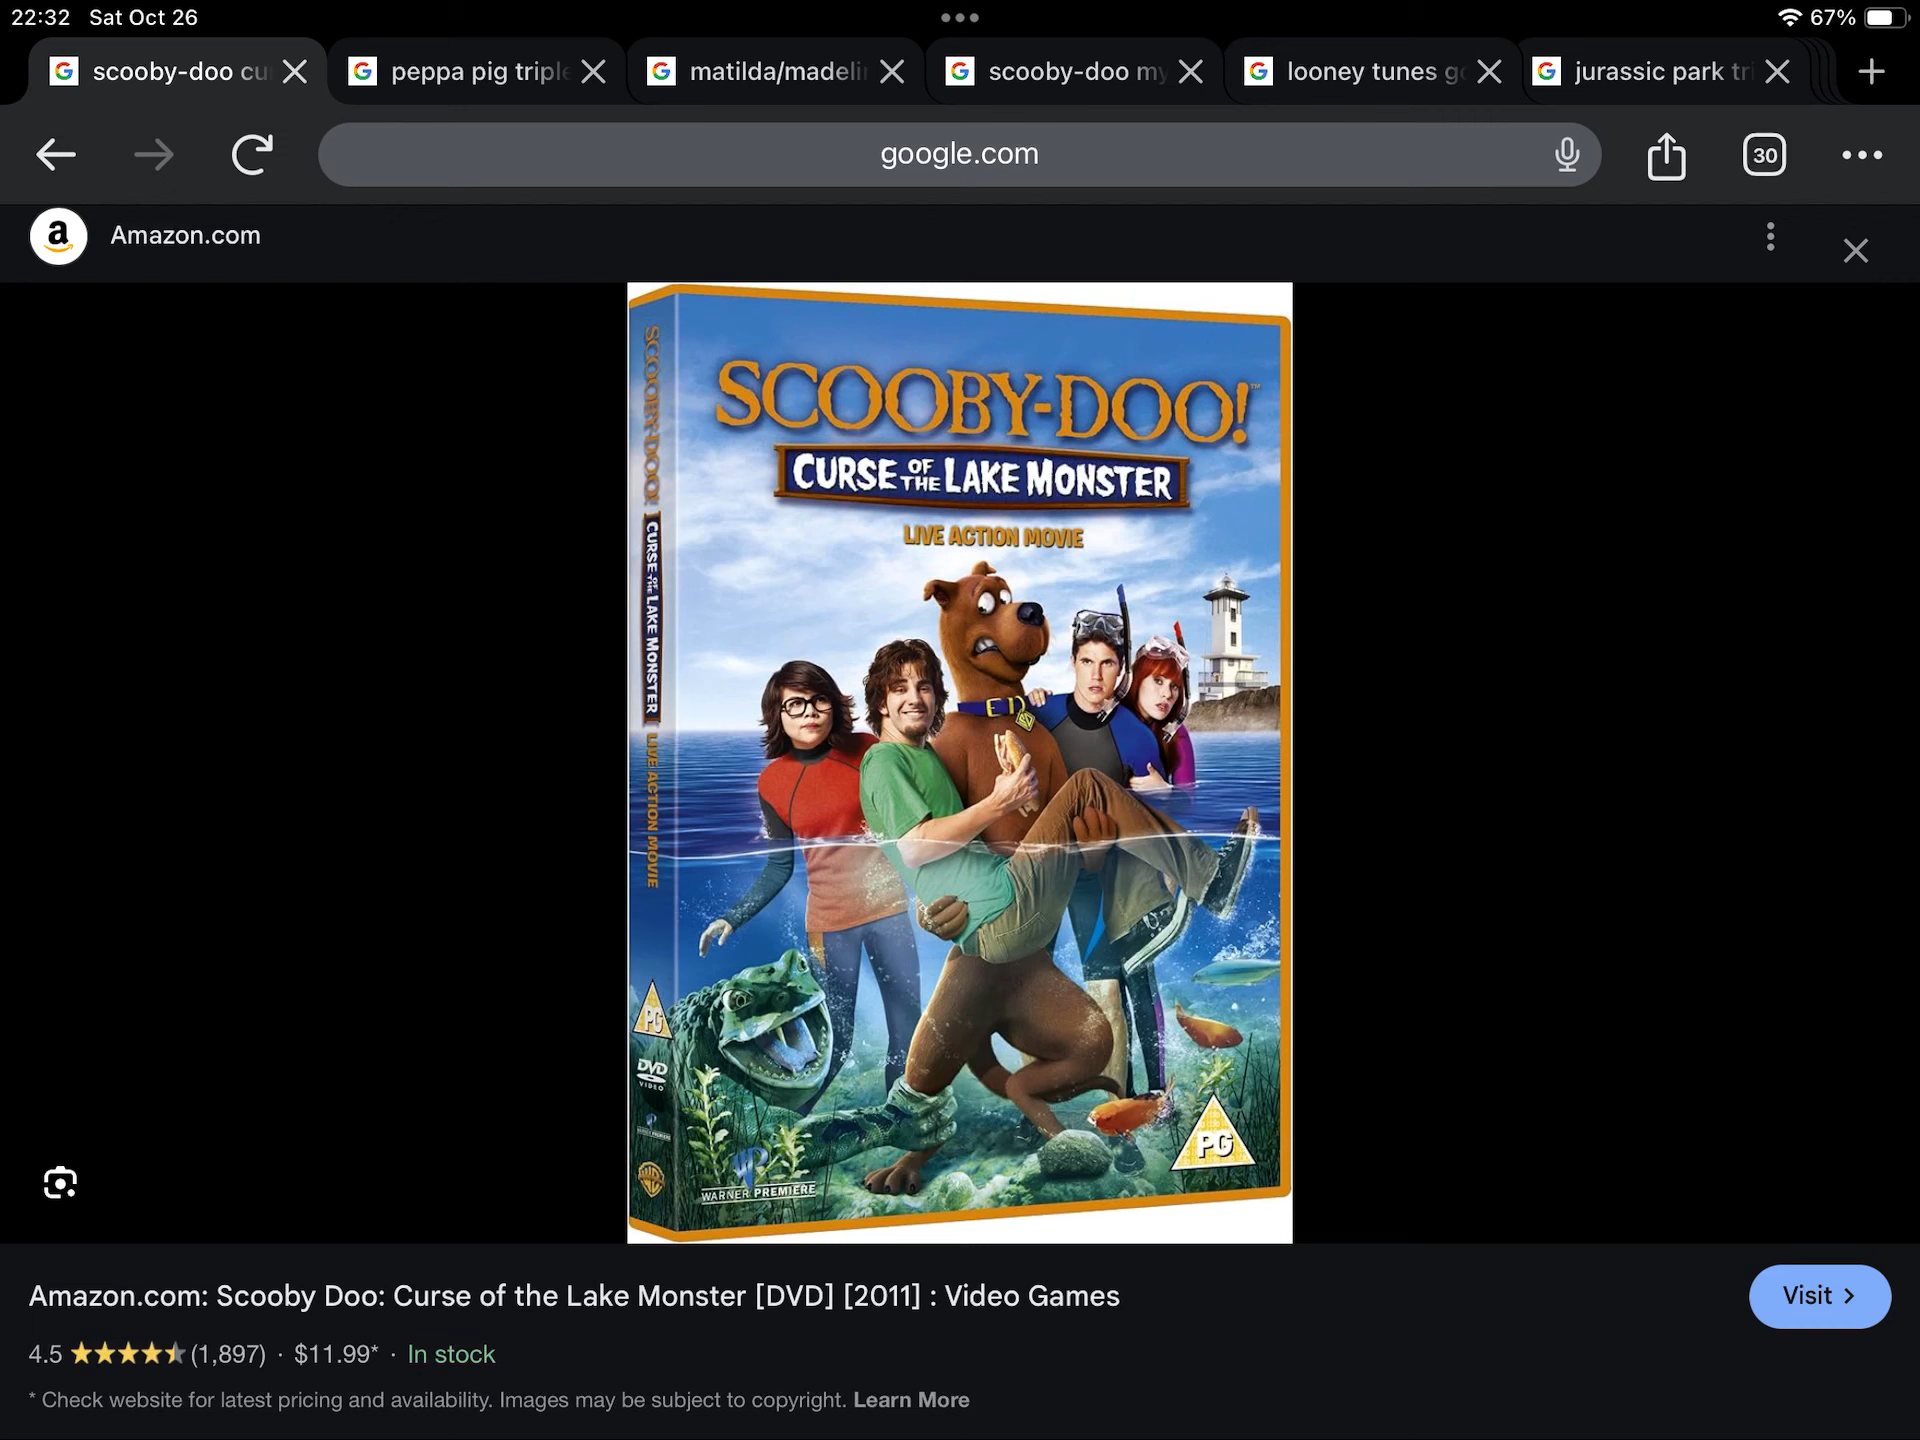 22:32 Sat Oct 26
67%
scooby-doo cu
peppa pig triple
matilda/madeli
scooby-doo my
looney tunes go
jurassic park tri
google.com
30
a
Amazon.com
SCOOBY-DOO!™
CURSE OF THE LAKE MONSTER
LIVE ACTION MOVIE
SCOOBY-DOO!
CURSE OF THE LAKE MONSTER
LIVE ACTION MOVIE
PG
DVD
VIDEO
PG
WP
WARNER PREMIERE
Amazon.com: Scooby Doo: Curse of the Lake Monster [DVD] [2011] : Video Games
Visit
4.5 ★★★★ (1,897) · $11.99* · In stock
* Check website for latest pricing and availability. Images may be subject to copyright. Learn More